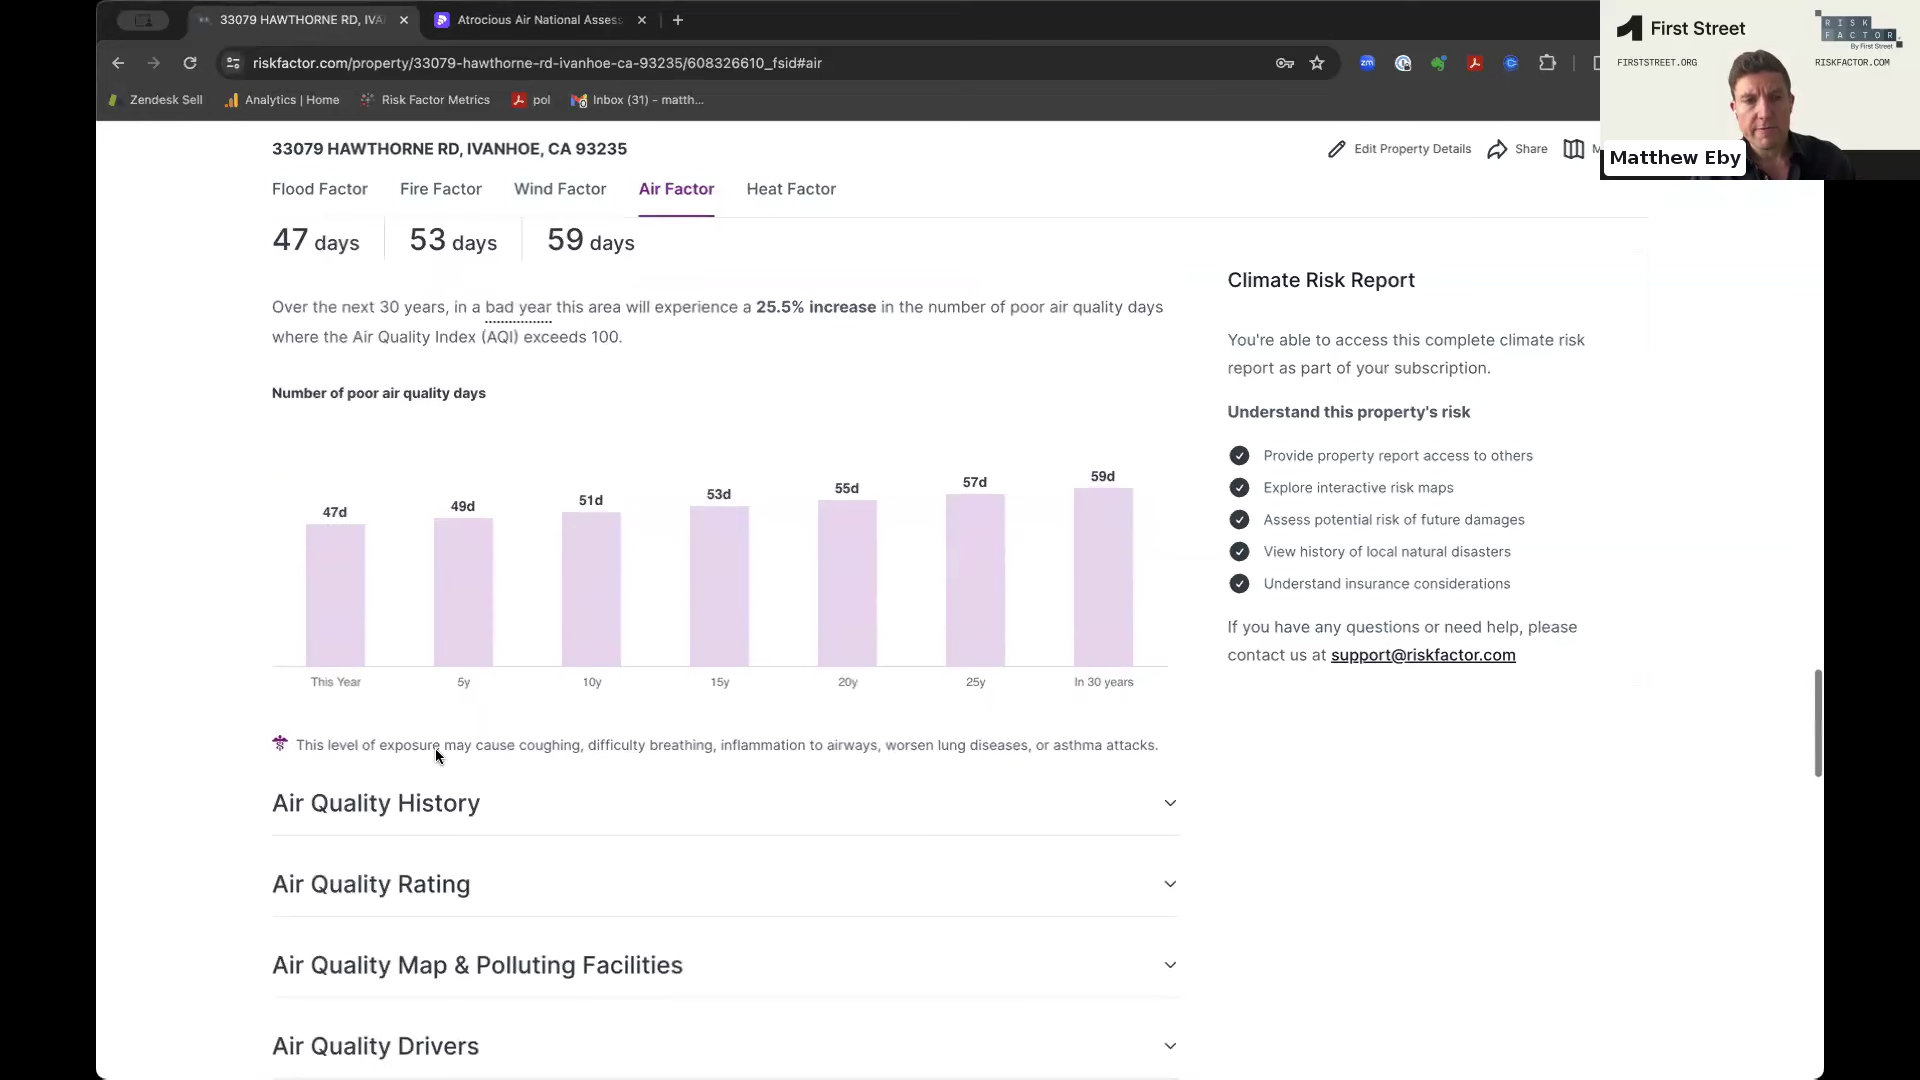 33079 HAWTHORNE RD, IVA
Atrocious Air National Assess
riskfactor.com/property/33079-hawthorne-rd-ivanhoe-ca-93235/608326610_fsid#air
Zendesk Sell
Analytics | Home
Risk Factor Metrics
pol
Inbox (31) – matth...
First Street
RISK
FACTOR
By First Street
FIRSTSTREET.ORG
RISKFACTOR.COM
Matthew Eby
33079 HAWTHORNE RD, IVANHOE, CA 93235
Edit Property Details
Share
M
Flood Factor
Fire Factor
Wind Factor
Air Factor
Heat Factor
47 days
53 days
59 days
Over the next 30 years, in a bad year this area will experience a 25.5% increase in the number of poor air quality days
where the Air Quality Index (AQI) exceeds 100.
Number of poor air quality days
47d
49d
51d
53d
55d
57d
59d
This Year
5y
10y
15y
20y
25y
In 30 years
This level of exposure may cause coughing, difficulty breathing, inflammation to airways, worsen lung diseases, or asthma attacks.
Air Quality History
Air Quality Rating
Air Quality Map & Polluting Facilities
Air Quality Drivers
Climate Risk Report
You're able to access this complete climate risk
report as part of your subscription.
Understand this property's risk
Provide property report access to others
Explore interactive risk maps
Assess potential risk of future damages
View history of local natural disasters
Understand insurance considerations
If you have any questions or need help, please
contact us at support@riskfactor.com